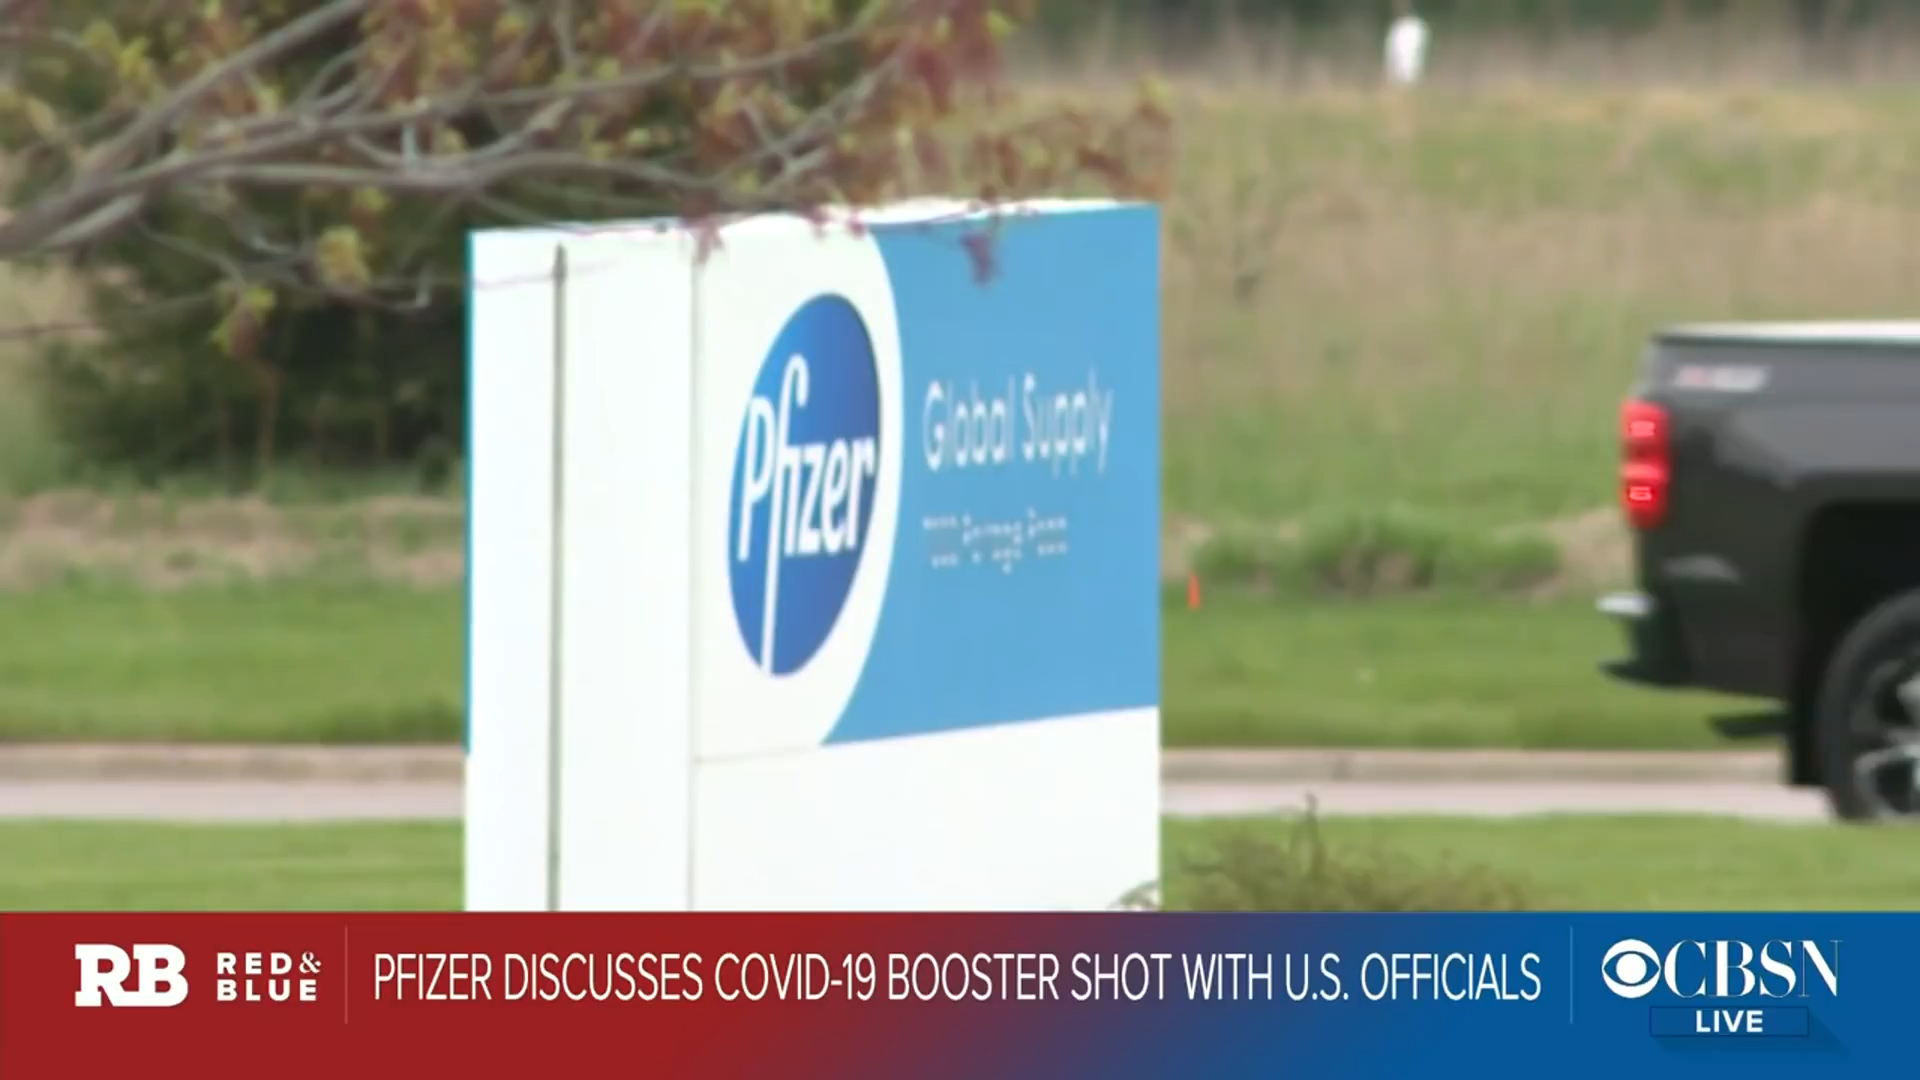 Pfizer
Global Supply
RB
RED &
BLUE
PFIZER DISCUSSES COVID-19 BOOSTER SHOT WITH U.S. OFFICIALS
CBSN
LIVE